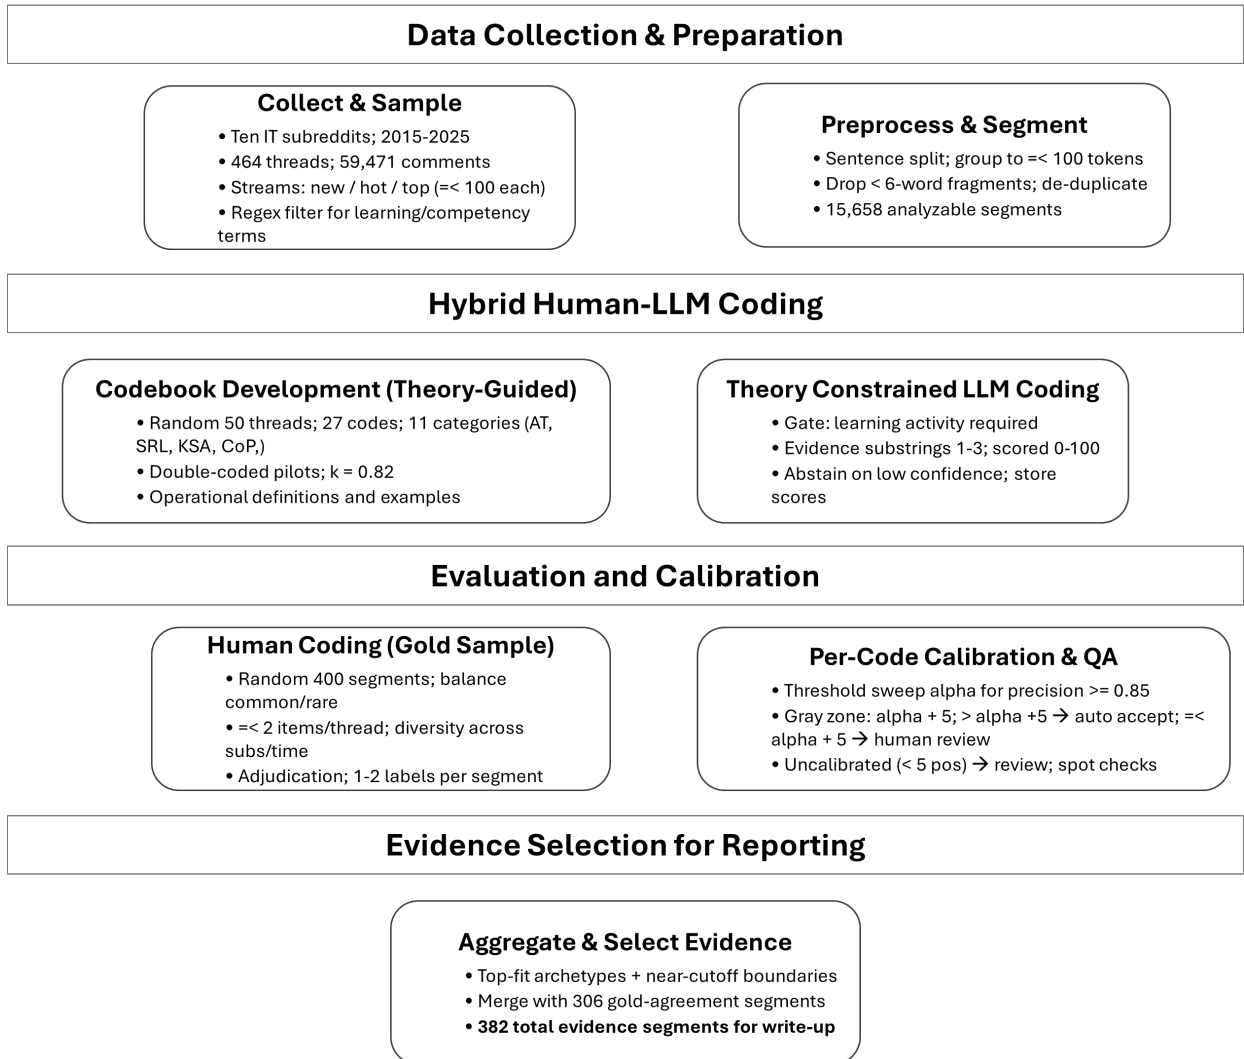 Data Collection & Preparation
Collect & Sample
• Ten IT subreddits; 2015-2025
• 464 threads; 59,471 comments
• Streams: new / hot / top (=< 100 each)
• Regex filter for learning/competency
terms
Preprocess & Segment
• Sentence split; group to =< 100 tokens
• Drop < 6-word fragments; de-duplicate
• 15,658 analyzable segments
Hybrid Human-LLM Coding
Codebook Development (Theory-Guided)
• Random 50 threads; 27 codes; 11 categories (AT,
SRL, KSA, CoP,)
• Double-coded pilots; k = 0.82
• Operational definitions and examples
Theory Constrained LLM Coding
• Gate: learning activity required
• Evidence substrings 1-3; scored 0-100
• Abstain on low confidence; store
scores
Evaluation and Calibration
Human Coding (Gold Sample)
• Random 400 segments; balance
common/rare
• =< 2 items/thread; diversity across
subs/time
• Adjudication; 1-2 labels per segment
Per-Code Calibration & QA
• Threshold sweep alpha for precision >= 0.85
• Gray zone: alpha + 5; > alpha +5 → auto accept; =<
alpha + 5 → human review
• Uncalibrated (< 5 pos) → review; spot checks
Evidence Selection for Reporting
Aggregate & Select Evidence
• Top-fit archetypes + near-cutoff boundaries
• Merge with 306 gold-agreement segments
• 382 total evidence segments for write-up